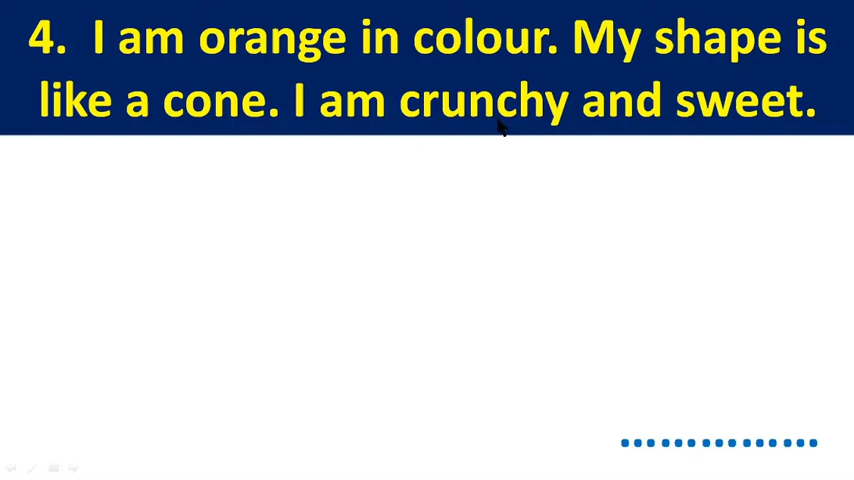 4. I am orange in colour. My shape is
like a cone. I am crunchy and sweet.
...............